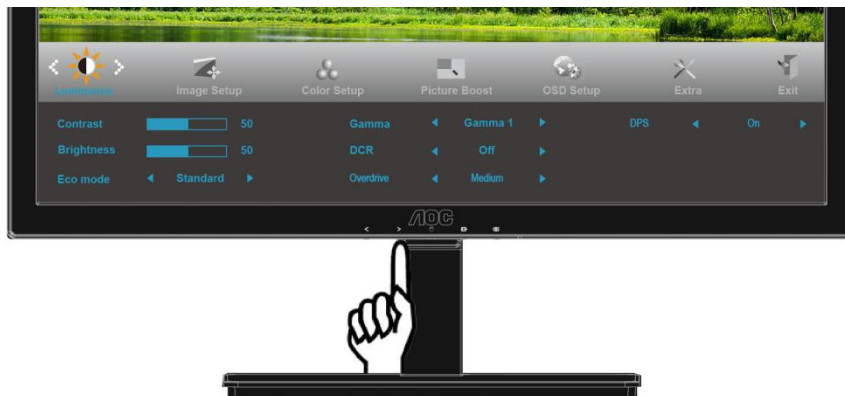 Luminance Image Setup Color Setup Picture Boost OSD Setup Extra Exit
Contrast 50 Gamma Gamma 1 DPS On
Brightness 50 DCR Off
Eco mode Standard Overdrive Medium
AOC